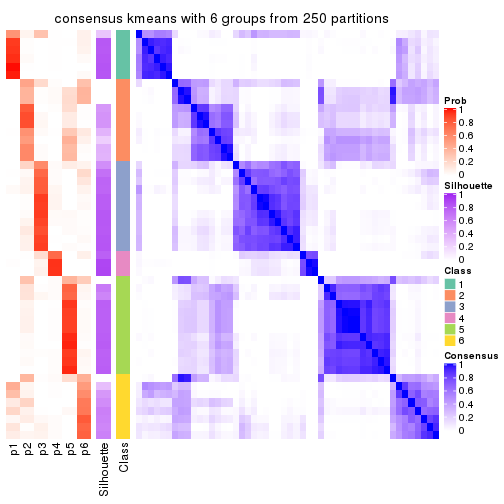 consensus kmeans with 6 groups from 250 partitions
Prob
1
0.8
0.6
0.4
0.2
0
Silhouette
1
0.8
0.6
0.4
0.2
0
Class
1
2
3
4
5
6
Consensus
1
0.8
0.6
0.4
0.2
0
p1
p2
p3
p4
p5
p6
Silhouette
Class